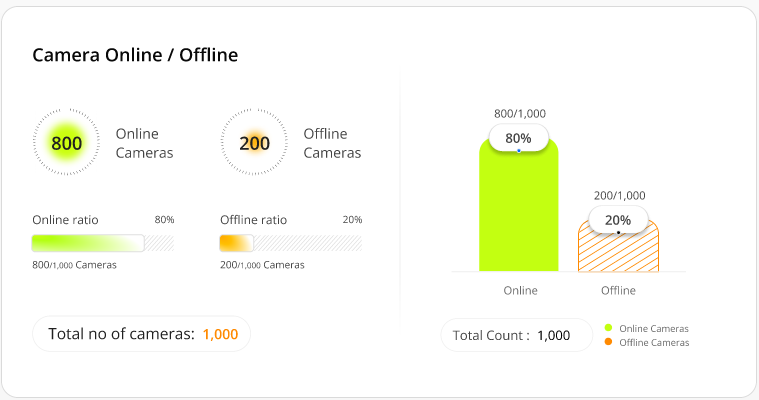 Camera Online / Offline
800
Online
Cameras
200
Offline
Cameras
Online ratio 80%
800/1,000 Cameras
Offline ratio 20%
200/1,000 Cameras
Total no of cameras: 1,000
800/1,000
80%
200/1,000
20%
Online
Offline
Total Count : 1,000
Online Cameras
Offline Cameras